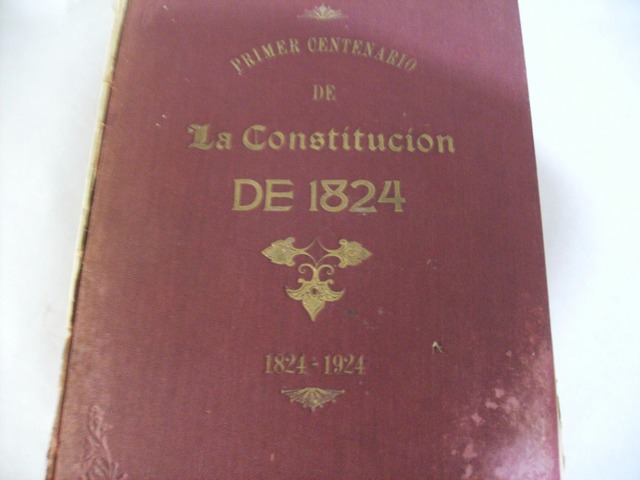 PRIMER CENTENARIO
DE
La Constitucion
DE 1824
1824-1924